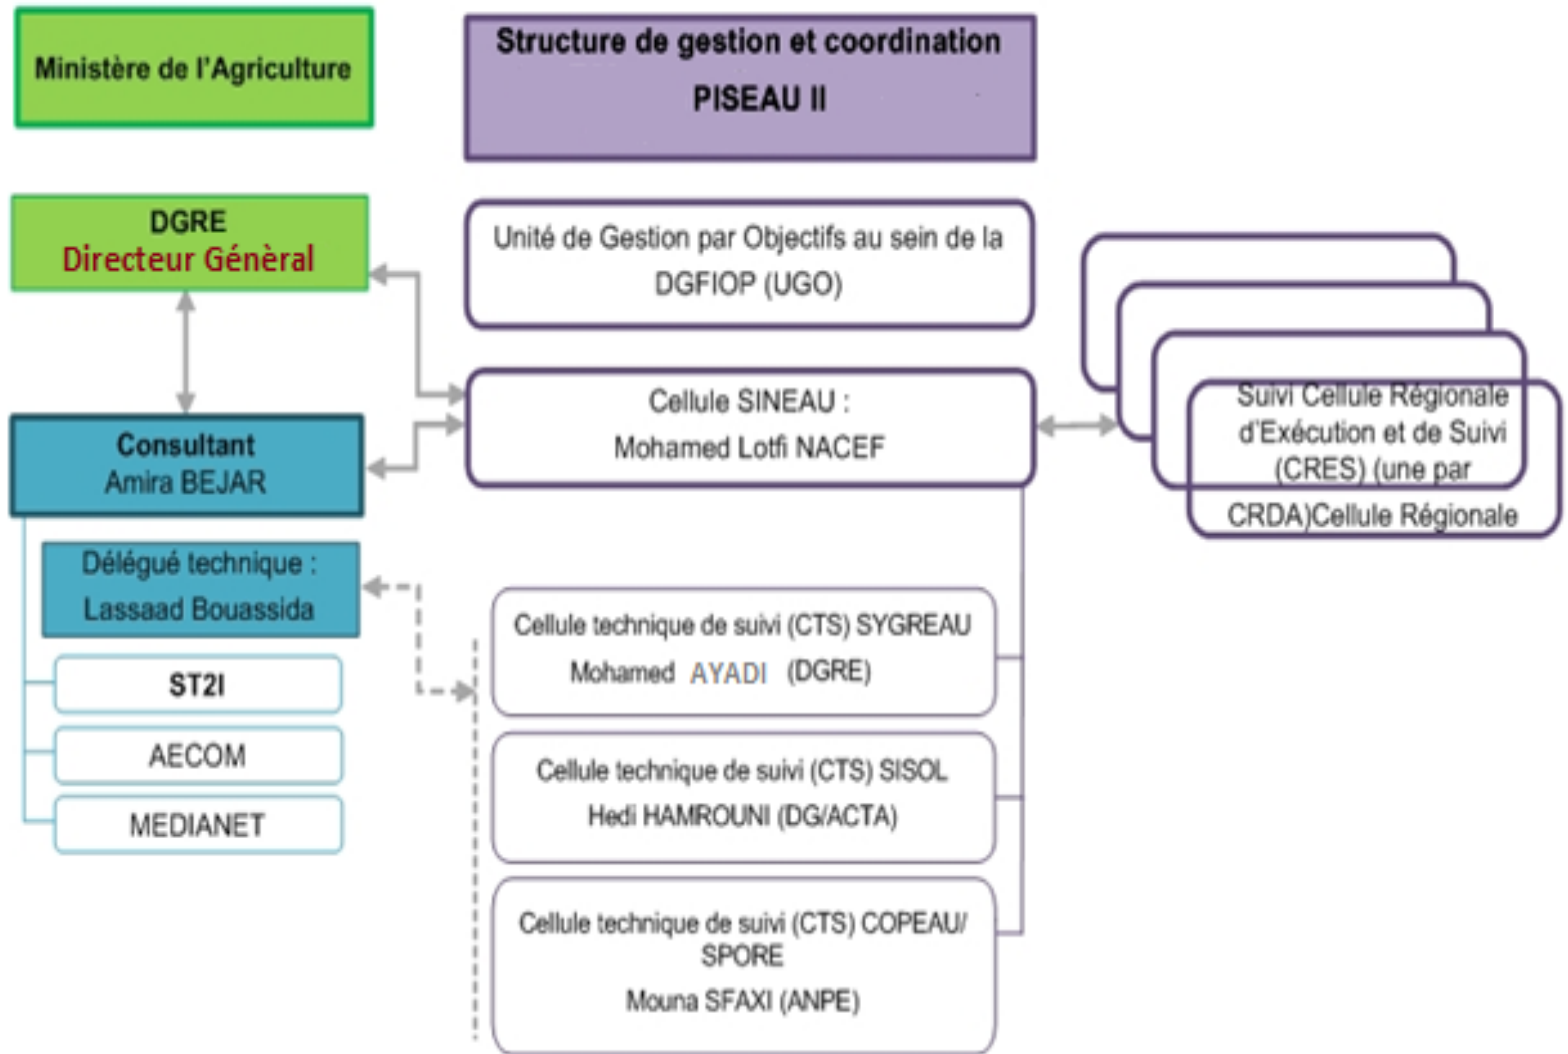 Ministère de l'Agriculture
Structure de gestion et coordination
PISEAU II
DGRE
Directeur Génèral
Unité de Gestion par Objectifs au sein de la
DGFIOP (UGO)
Cellule SINEAU :
Mohamed Lotfi NACEF
Suivi Cellule Régionale
d'Exécution et de Suivi
(CRES) (une par
CRDA)Cellule Régionale
Consultant
Amira BEJAR
Délégué technique :
Lassaad Bouassida
ST2I
AECOM
MEDIANET
Cellule technique de suivi (CTS) SYGREAU
Mohamed AYADI (DGRE)
Cellule technique de suivi (CTS) SISOL
Hedi HAMROUNI (DG/ACTA)
Cellule technique de suivi (CTS) COPEAU/
SPORE
Mouna SFAXI (ANPE)